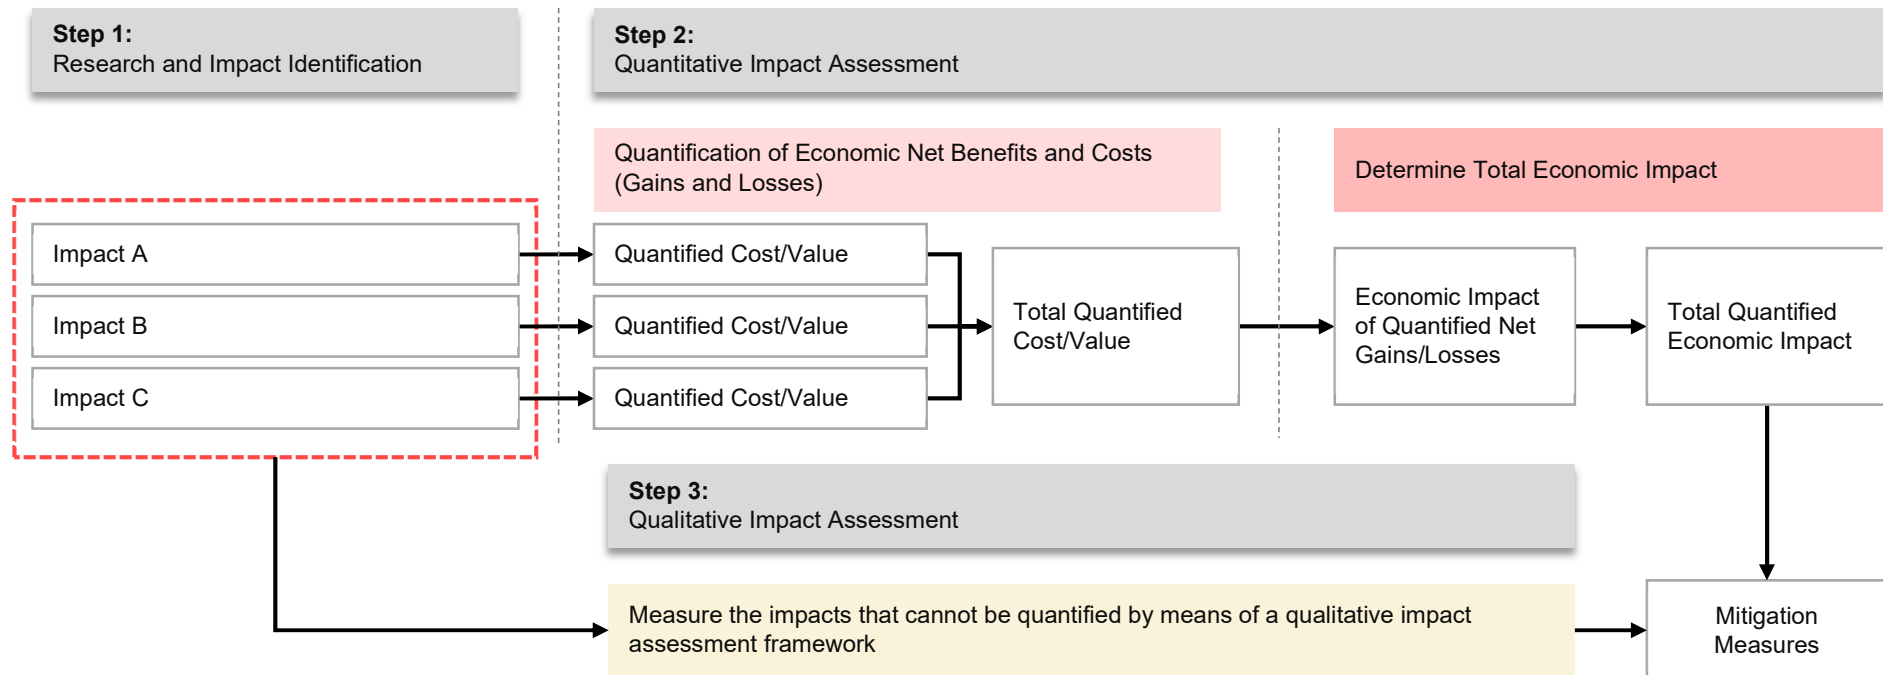 Step 1:
Research and Impact Identification
Step 2:
Quantitative Impact Assessment
Quantification of Economic Net Benefits and Costs
(Gains and Losses)
Determine Total Economic Impact
Impact A
Impact B
Impact C
Quantified Cost/Value
Quantified Cost/Value
Quantified Cost/Value
Total Quantified
Cost/Value
Economic Impact
of Quantified Net
Gains/Losses
Total Quantified
Economic Impact
Step 3:
Qualitative Impact Assessment
Measure the impacts that cannot be quantified by means of a qualitative impact
assessment framework
Mitigation
Measures